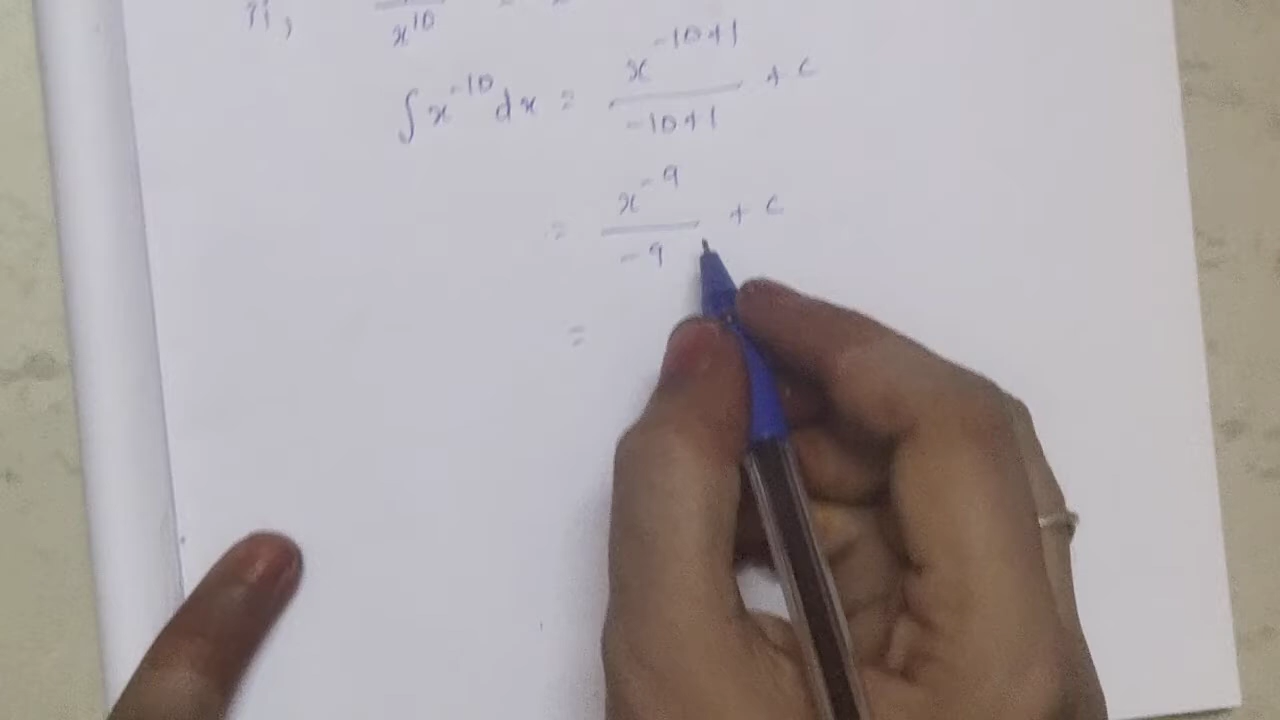 ii, x^10 =
∫x^-10 dx = x^-10+1 / -10+1 + c
= x^-9 / -9 + c
=